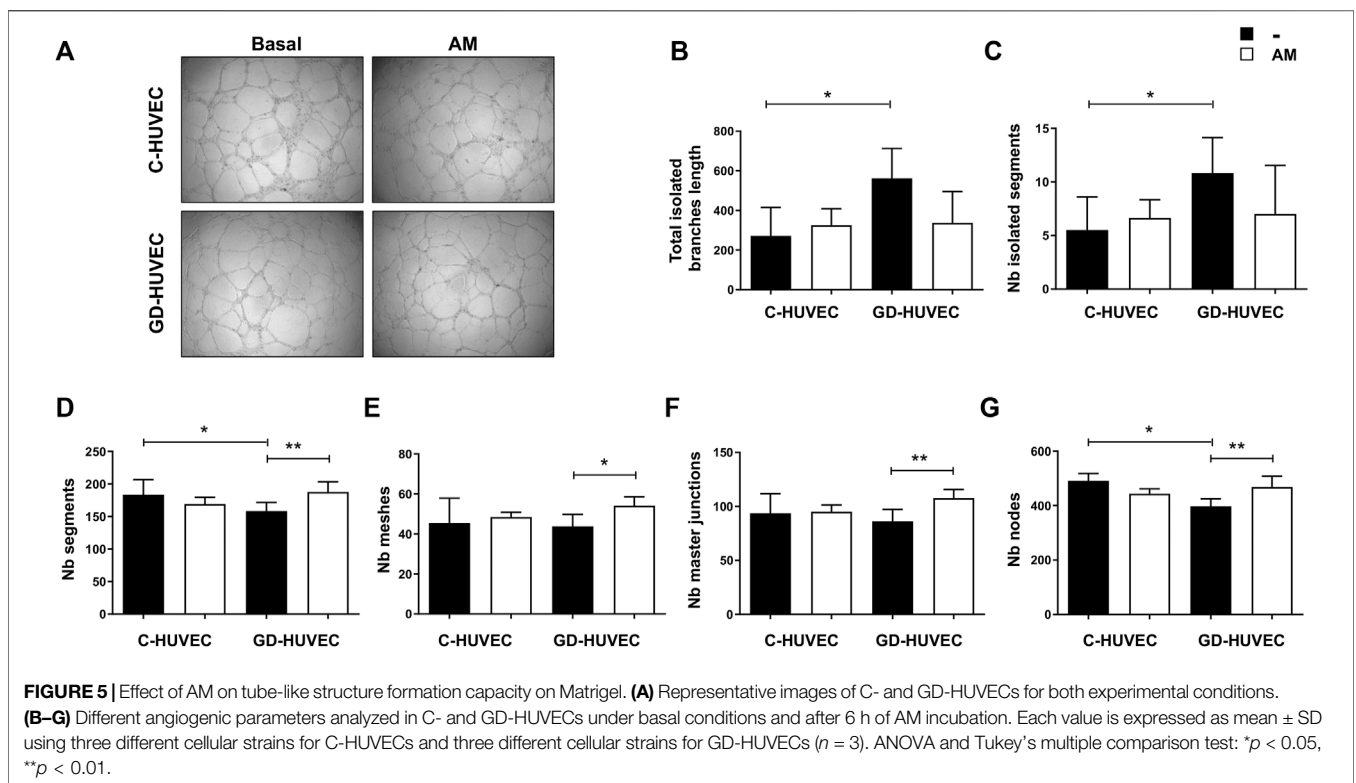 A
Basal
AM
C-HUVEC
GD-HUVEC
B
*
Total isolated
branches length
800
600
400
200
0
C-HUVEC GD-HUVEC
C
-
AM
*
Nb isolated segments
15
10
5
0
C-HUVEC GD-HUVEC
D
*
**
Nb segments
250
200
150
100
50
0
C-HUVEC GD-HUVEC
E
*
Nb meshes
80
60
40
20
0
C-HUVEC GD-HUVEC
F
**
Nb master junctions
150
100
50
0
C-HUVEC GD-HUVEC
G
*
**
Nb nodes
600
400
200
0
C-HUVEC GD-HUVEC
FIGURE 5 | Effect of AM on tube-like structure formation capacity on Matrigel. (A) Representative images of C- and GD-HUVECs for both experimental conditions.
(B–G) Different angiogenic parameters analyzed in C- and GD-HUVECs under basal conditions and after 6 h of AM incubation. Each value is expressed as mean ± SD
using three different cellular strains for C-HUVECs and three different cellular strains for GD-HUVECs (n = 3). ANOVA and Tukey's multiple comparison test: *p < 0.05,
**p < 0.01.